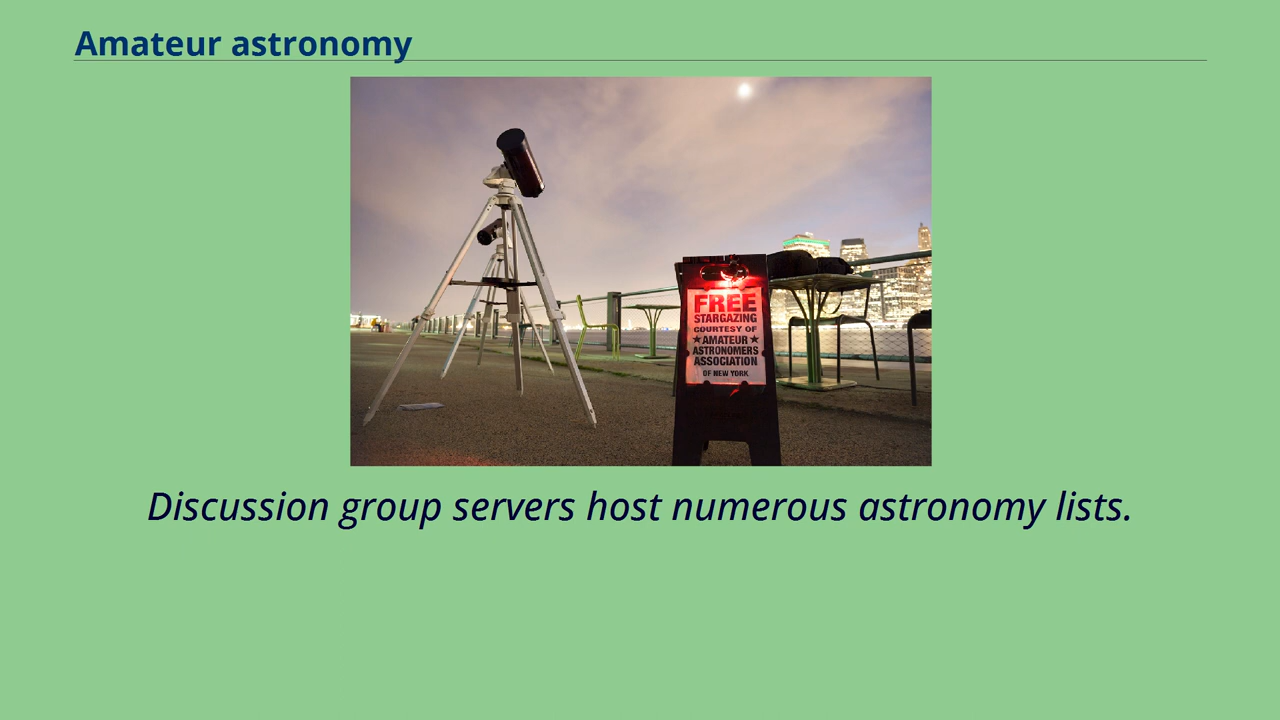 Amateur astronomy
FREE
STARGAZING
COURTESY OF
★AMATEUR★
ASTRONOMERS
ASSOCIATION
OF NEW YORK
Discussion group servers host numerous astronomy lists.